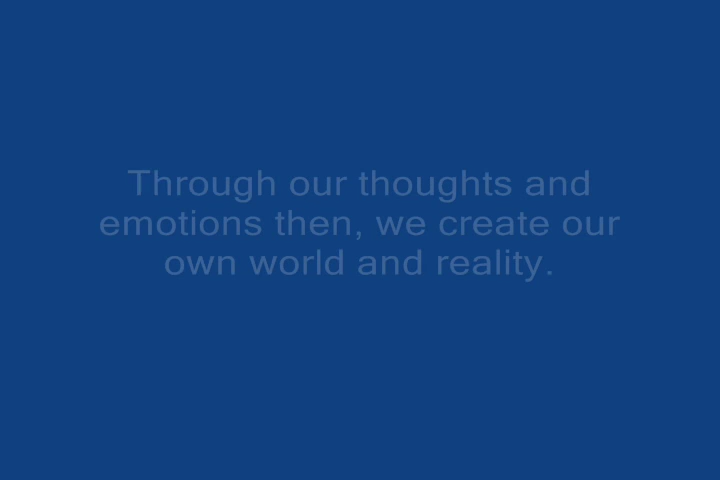 Through our thoughts and
emotions then, we create our
own world and reality.